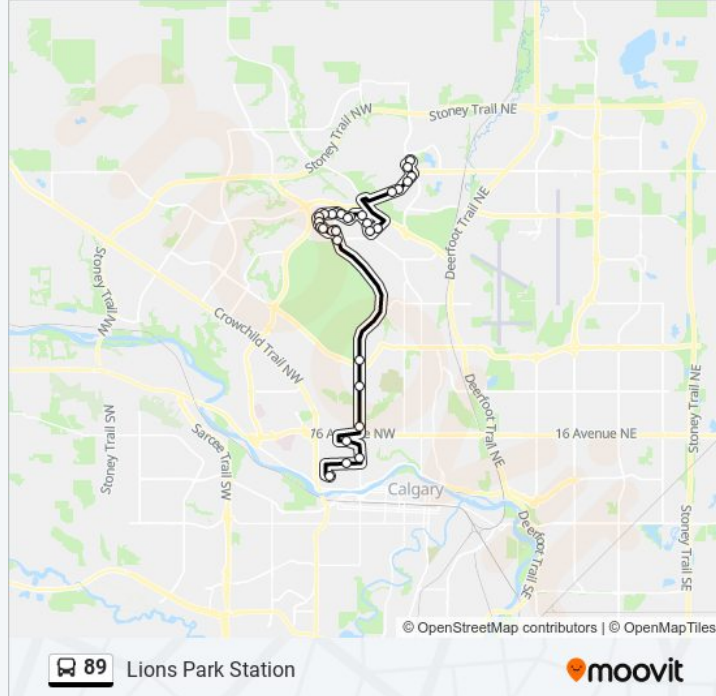 Stoney Trail NW
Stoney Trail NE
Deerfoot Trail NE
Stoney Trail NW
Crowchild Trail NW
Stoney Trail NE
Deerfoot Trail NE
Stoney Trail SW
Sarcee Trail SW
16 Avenue NE
Calgary
Deerfoot Trail SE
Stoney Trail SE
© OpenStreetMap contributors | © OpenMapTiles
89 Lions Park Station
moovit